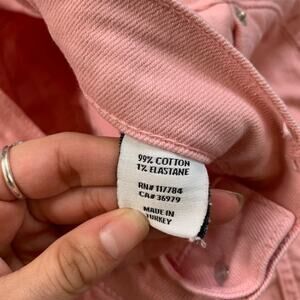 99% COTTON
1% ELASTANE
RN# 117784
CA# 36979
MADE IN
TURKEY